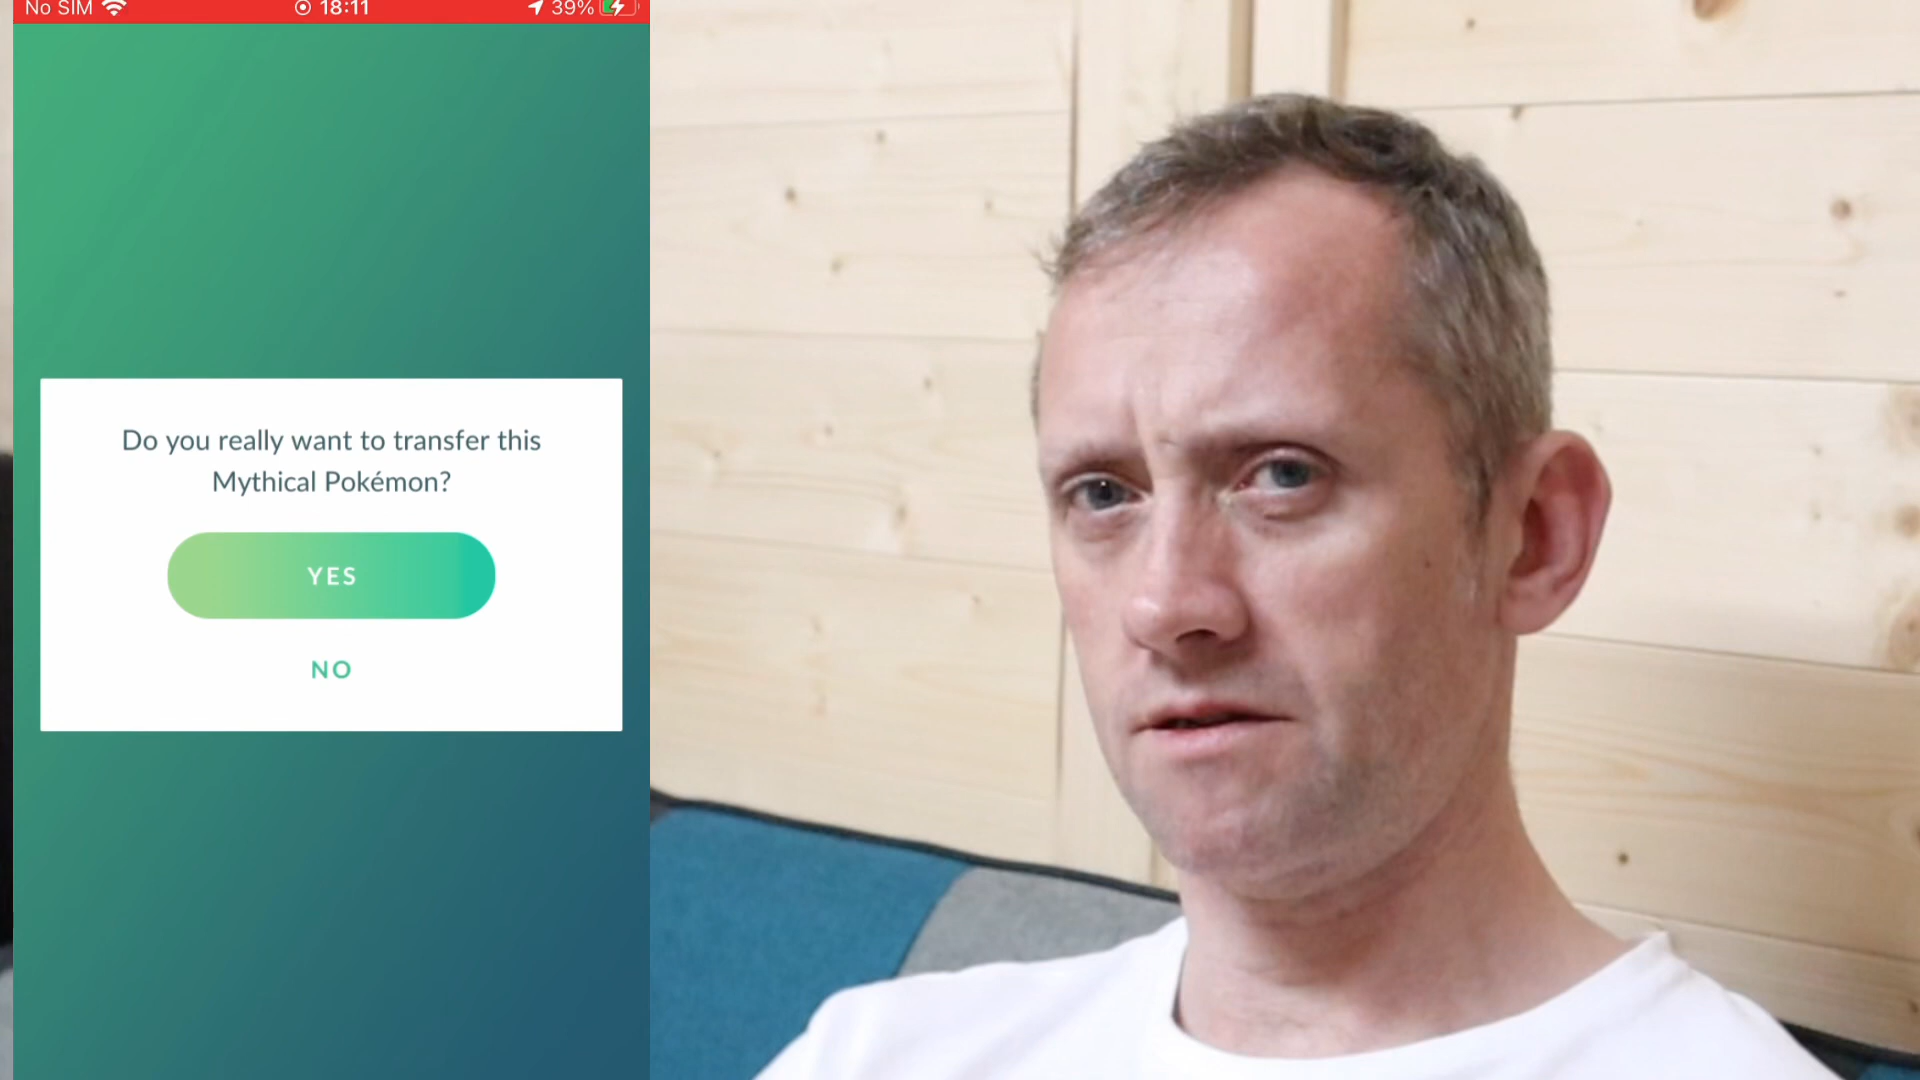 No SIM 18:11 39%
Do you really want to transfer this
Mythical Pokémon?
YES
NO